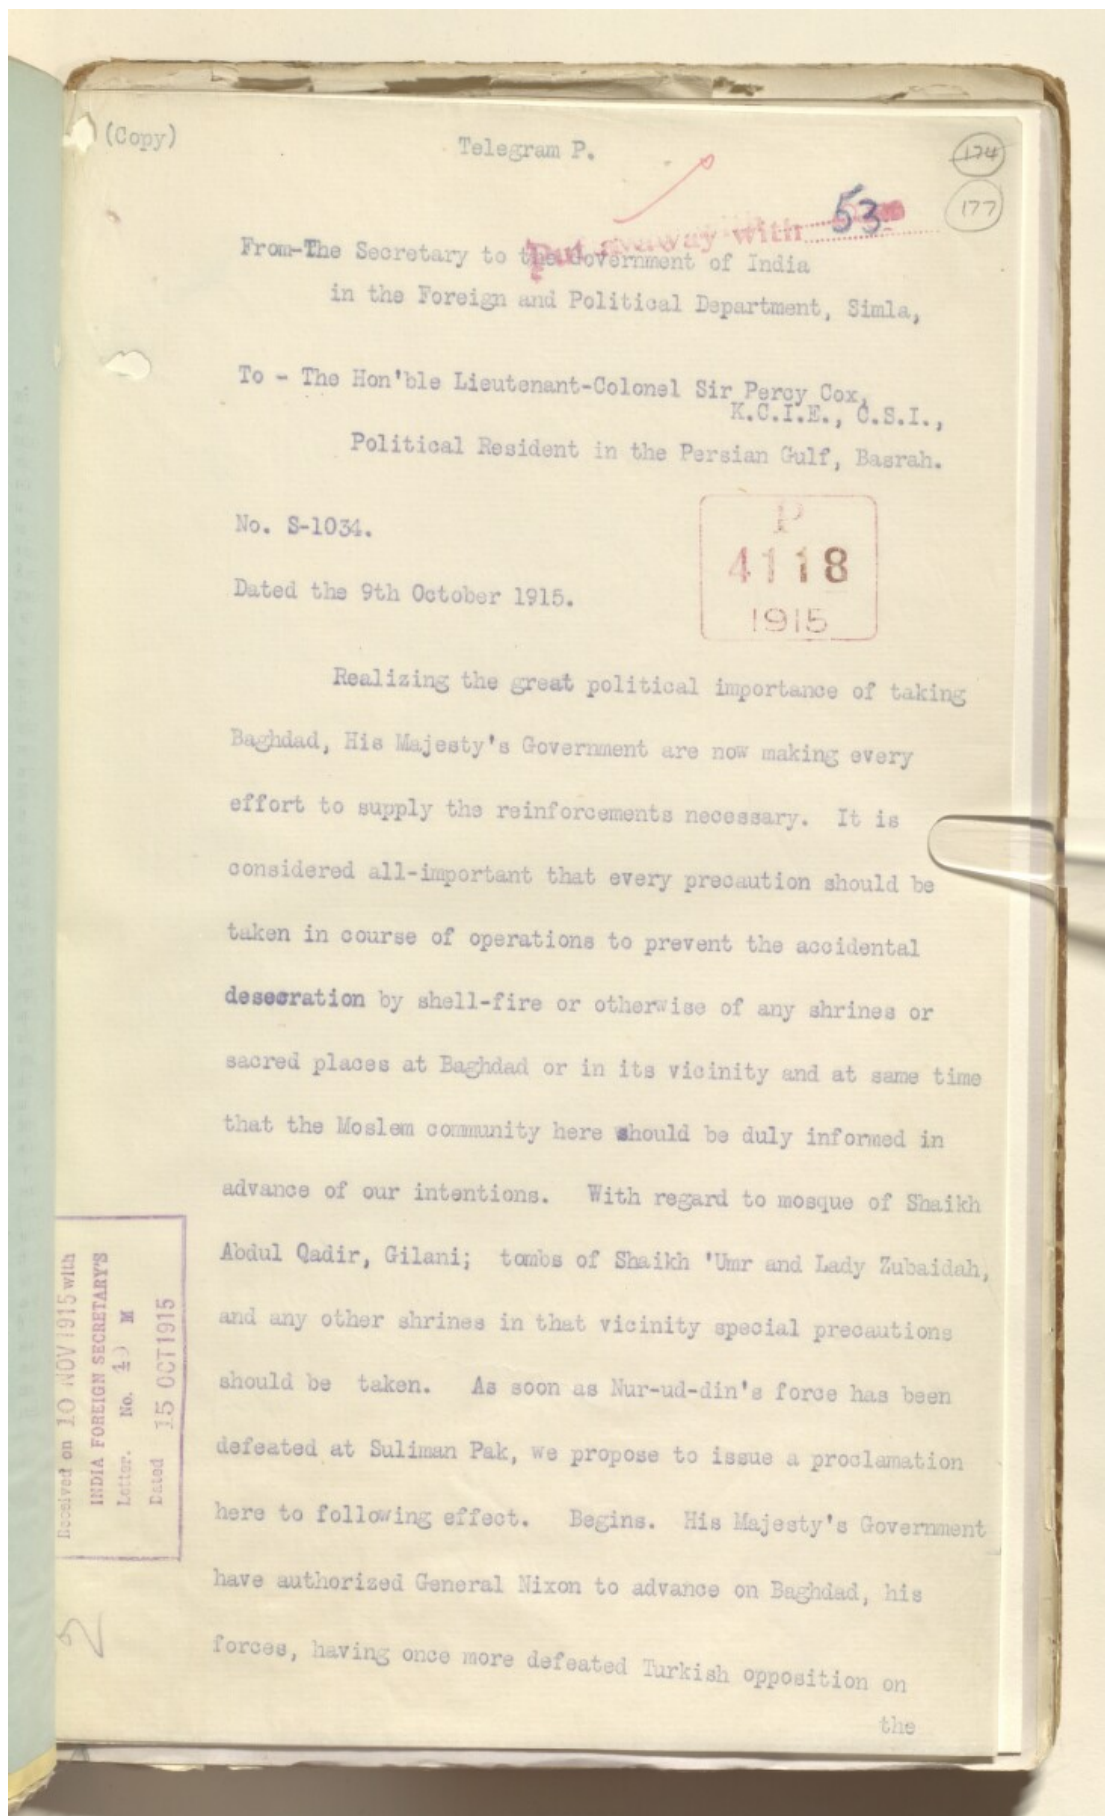 (Copy)
Telegram P.
174
177
Put away with 53
From-The Secretary to the Government of India
in the Foreign and Political Department, Simla,
To - The Hon'ble Lieutenant-Colonel Sir Percy Cox,
K.C.I.E., C.S.I.,
Political Resident in the Persian Gulf, Basrah.
No. S-1034.
P
4118
1915
Dated the 9th October 1915.
Realizing the great political importance of taking
Baghdad, His Majesty's Government are now making every
effort to supply the reinforcements necessary. It is
considered all-important that every precaution should be
taken in course of operations to prevent the accidental
desecration by shell-fire or otherwise of any shrines or
sacred places at Baghdad or in its vicinity and at same time
that the Moslem community here should be duly informed in
advance of our intentions. With regard to mosque of Shaikh
Abdul Qadir, Gilani; tombs of Shaikh 'Umr and Lady Zubaidah,
and any other shrines in that vicinity special precautions
should be taken. As soon as Nur-ud-din's force has been
defeated at Suliman Pak, we propose to issue a proclamation
here to following effect. Begins. His Majesty's Government
have authorized General Nixon to advance on Baghdad, his
forces, having once more defeated Turkish opposition on
the
Received on 10 NOV 1915 with
INDIA FOREIGN SECRETARY'S
Letter. No. M
Dated 15 OCT 1915
2